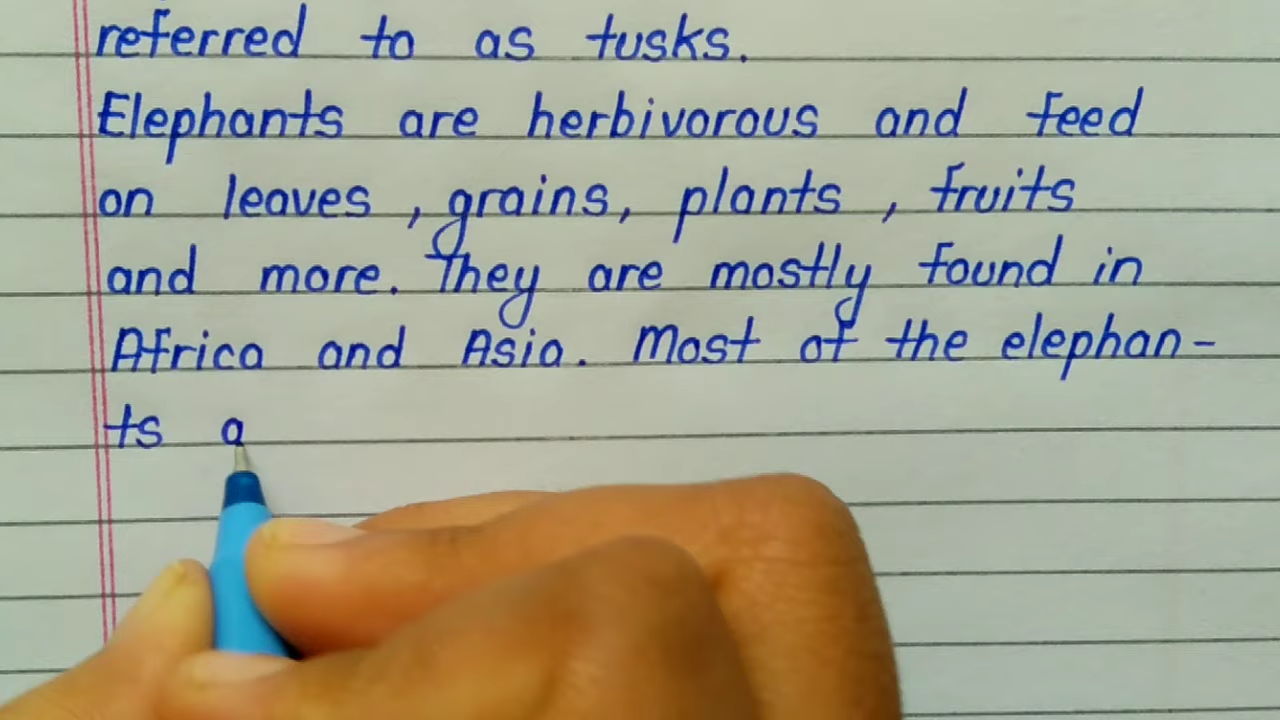 referred to as tusks.
Elephants are herbivorous and feed
on leaves , grains, plants , fruits
and more. They are mostly found in
Africa and Asia. Most of the elephan-
ts a